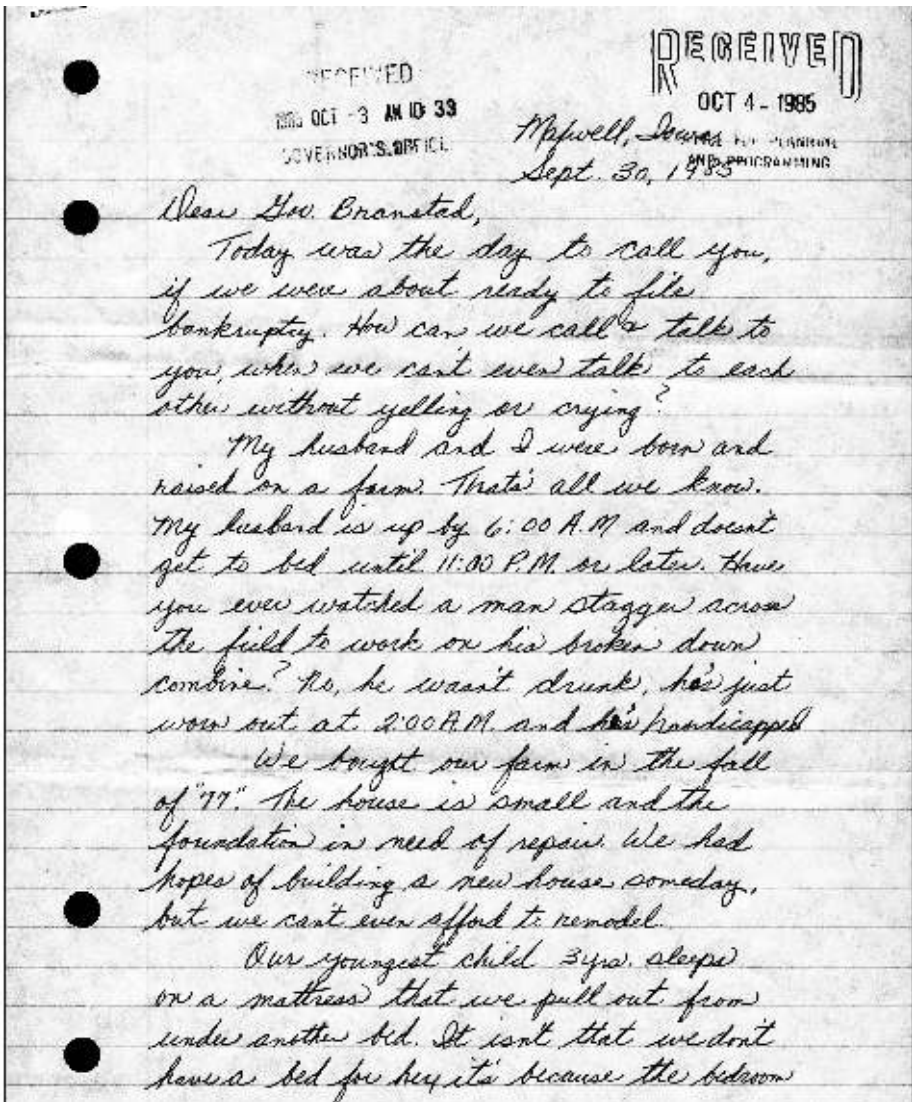 RECEIVED
1985 OCT -3 AM 10 33
GOVERNOR'S OFFICE
RECEIVED
OCT 4 - 1985
OFFICE FOR PLANNING
AND PROGRAMMING
Maxwell, Iowa
Sept. 30, 1985
Dear Gov. Branstad,
Today was the day to call you,
if we were about ready to file
bankruptcy. How can we call & talk to
you, when we can't even talk to each
other without yelling or crying?
My husband and I were born and
raised on a farm. That's all we know.
My husband is up by 6:00 A.M and doesn't
get to bed until 11:00 P.M. or later. Have
you ever watched a man stagger across
the field to work on his broken down
combine? No, he wasn't drunk, he's just
worn out at 2:00 A.M. and he's handicapped
We bought our farm in the fall
of "77". The house is small and the
foundation in need of repair. We had
hopes of building a new house someday,
but we can't even afford to remodel.
Our youngest child 3yrs. sleeps
on a mattress that we pull out from
under another bed. It isn't that we don't
have a bed for her, it's because the bedroom